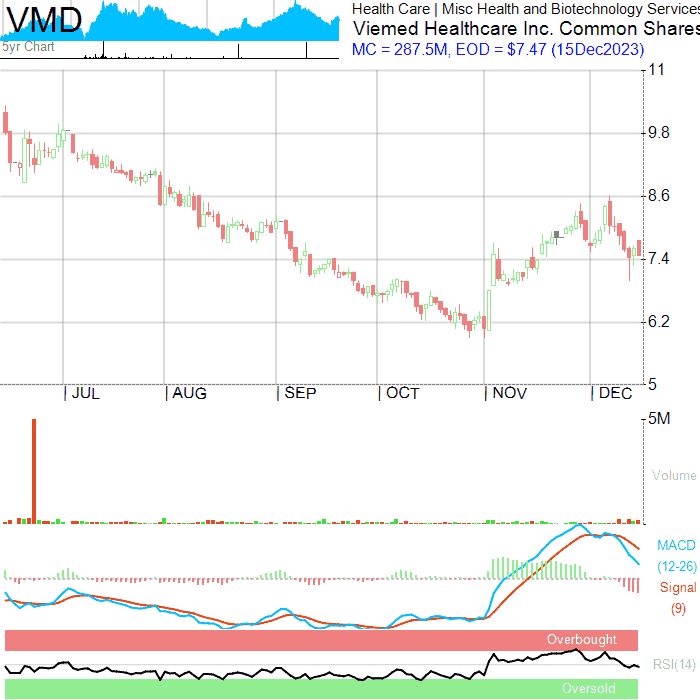 VMD
5yr Chart
Health Care | Misc Health and Biotechnology Services
Viemed Healthcare Inc. Common Shares
MC = 287.5M, EOD = $7.47 (15Dec2023)
11
9.8
8.6
7.4
6.2
5
JUL AUG SEP OCT NOV DEC
5M
Volume
MACD
(12-26)
Signal
(9)
Overbought
RSI(14)
Oversold